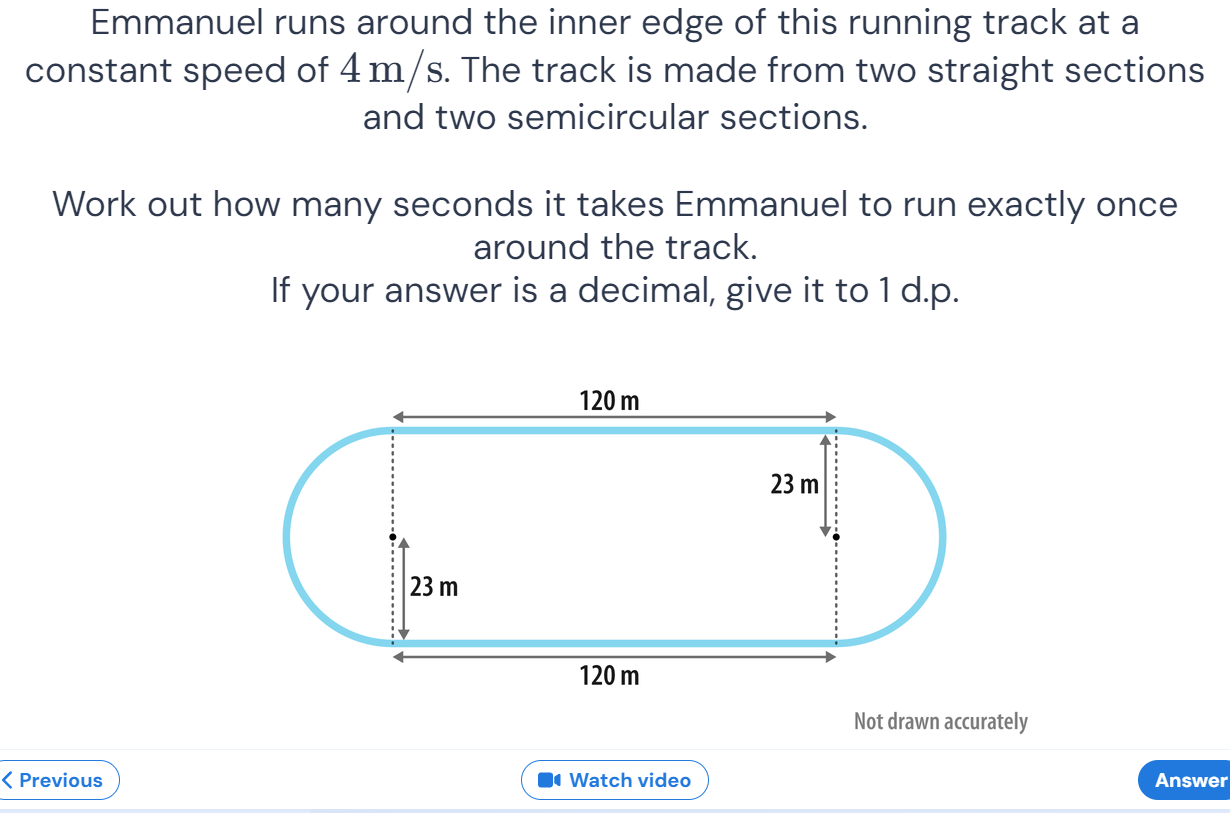 Emmanuel runs around the inner edge of this running track at a
constant speed of 4 m/s. The track is made from two straight sections
and two semicircular sections.
Work out how many seconds it takes Emmanuel to run exactly once
around the track.
If your answer is a decimal, give it to 1 d.p.
120 m
23 m
23 m
120 m
Not drawn accurately
Previous
Watch video
Answer